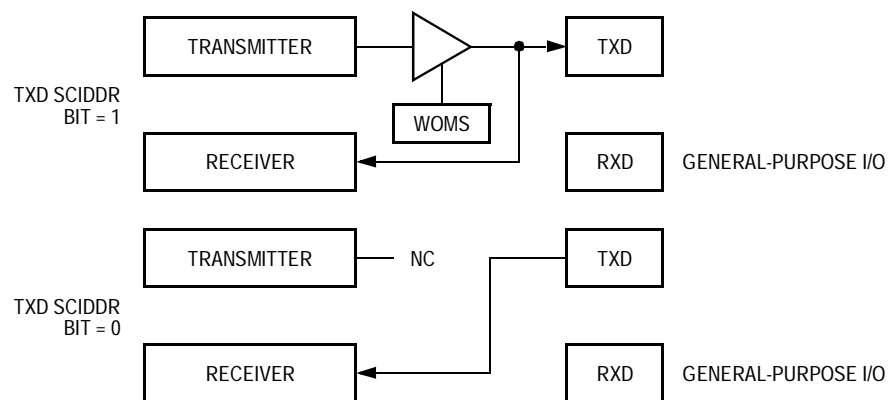 TRANSMITTER
TXD
TXD SCIDDR
BIT = 1
WOMS
RECEIVER
RXD
GENERAL-PURPOSE I/O
TRANSMITTER
NC
TXD
TXD SCIDDR
BIT = 0
RECEIVER
RXD
GENERAL-PURPOSE I/O